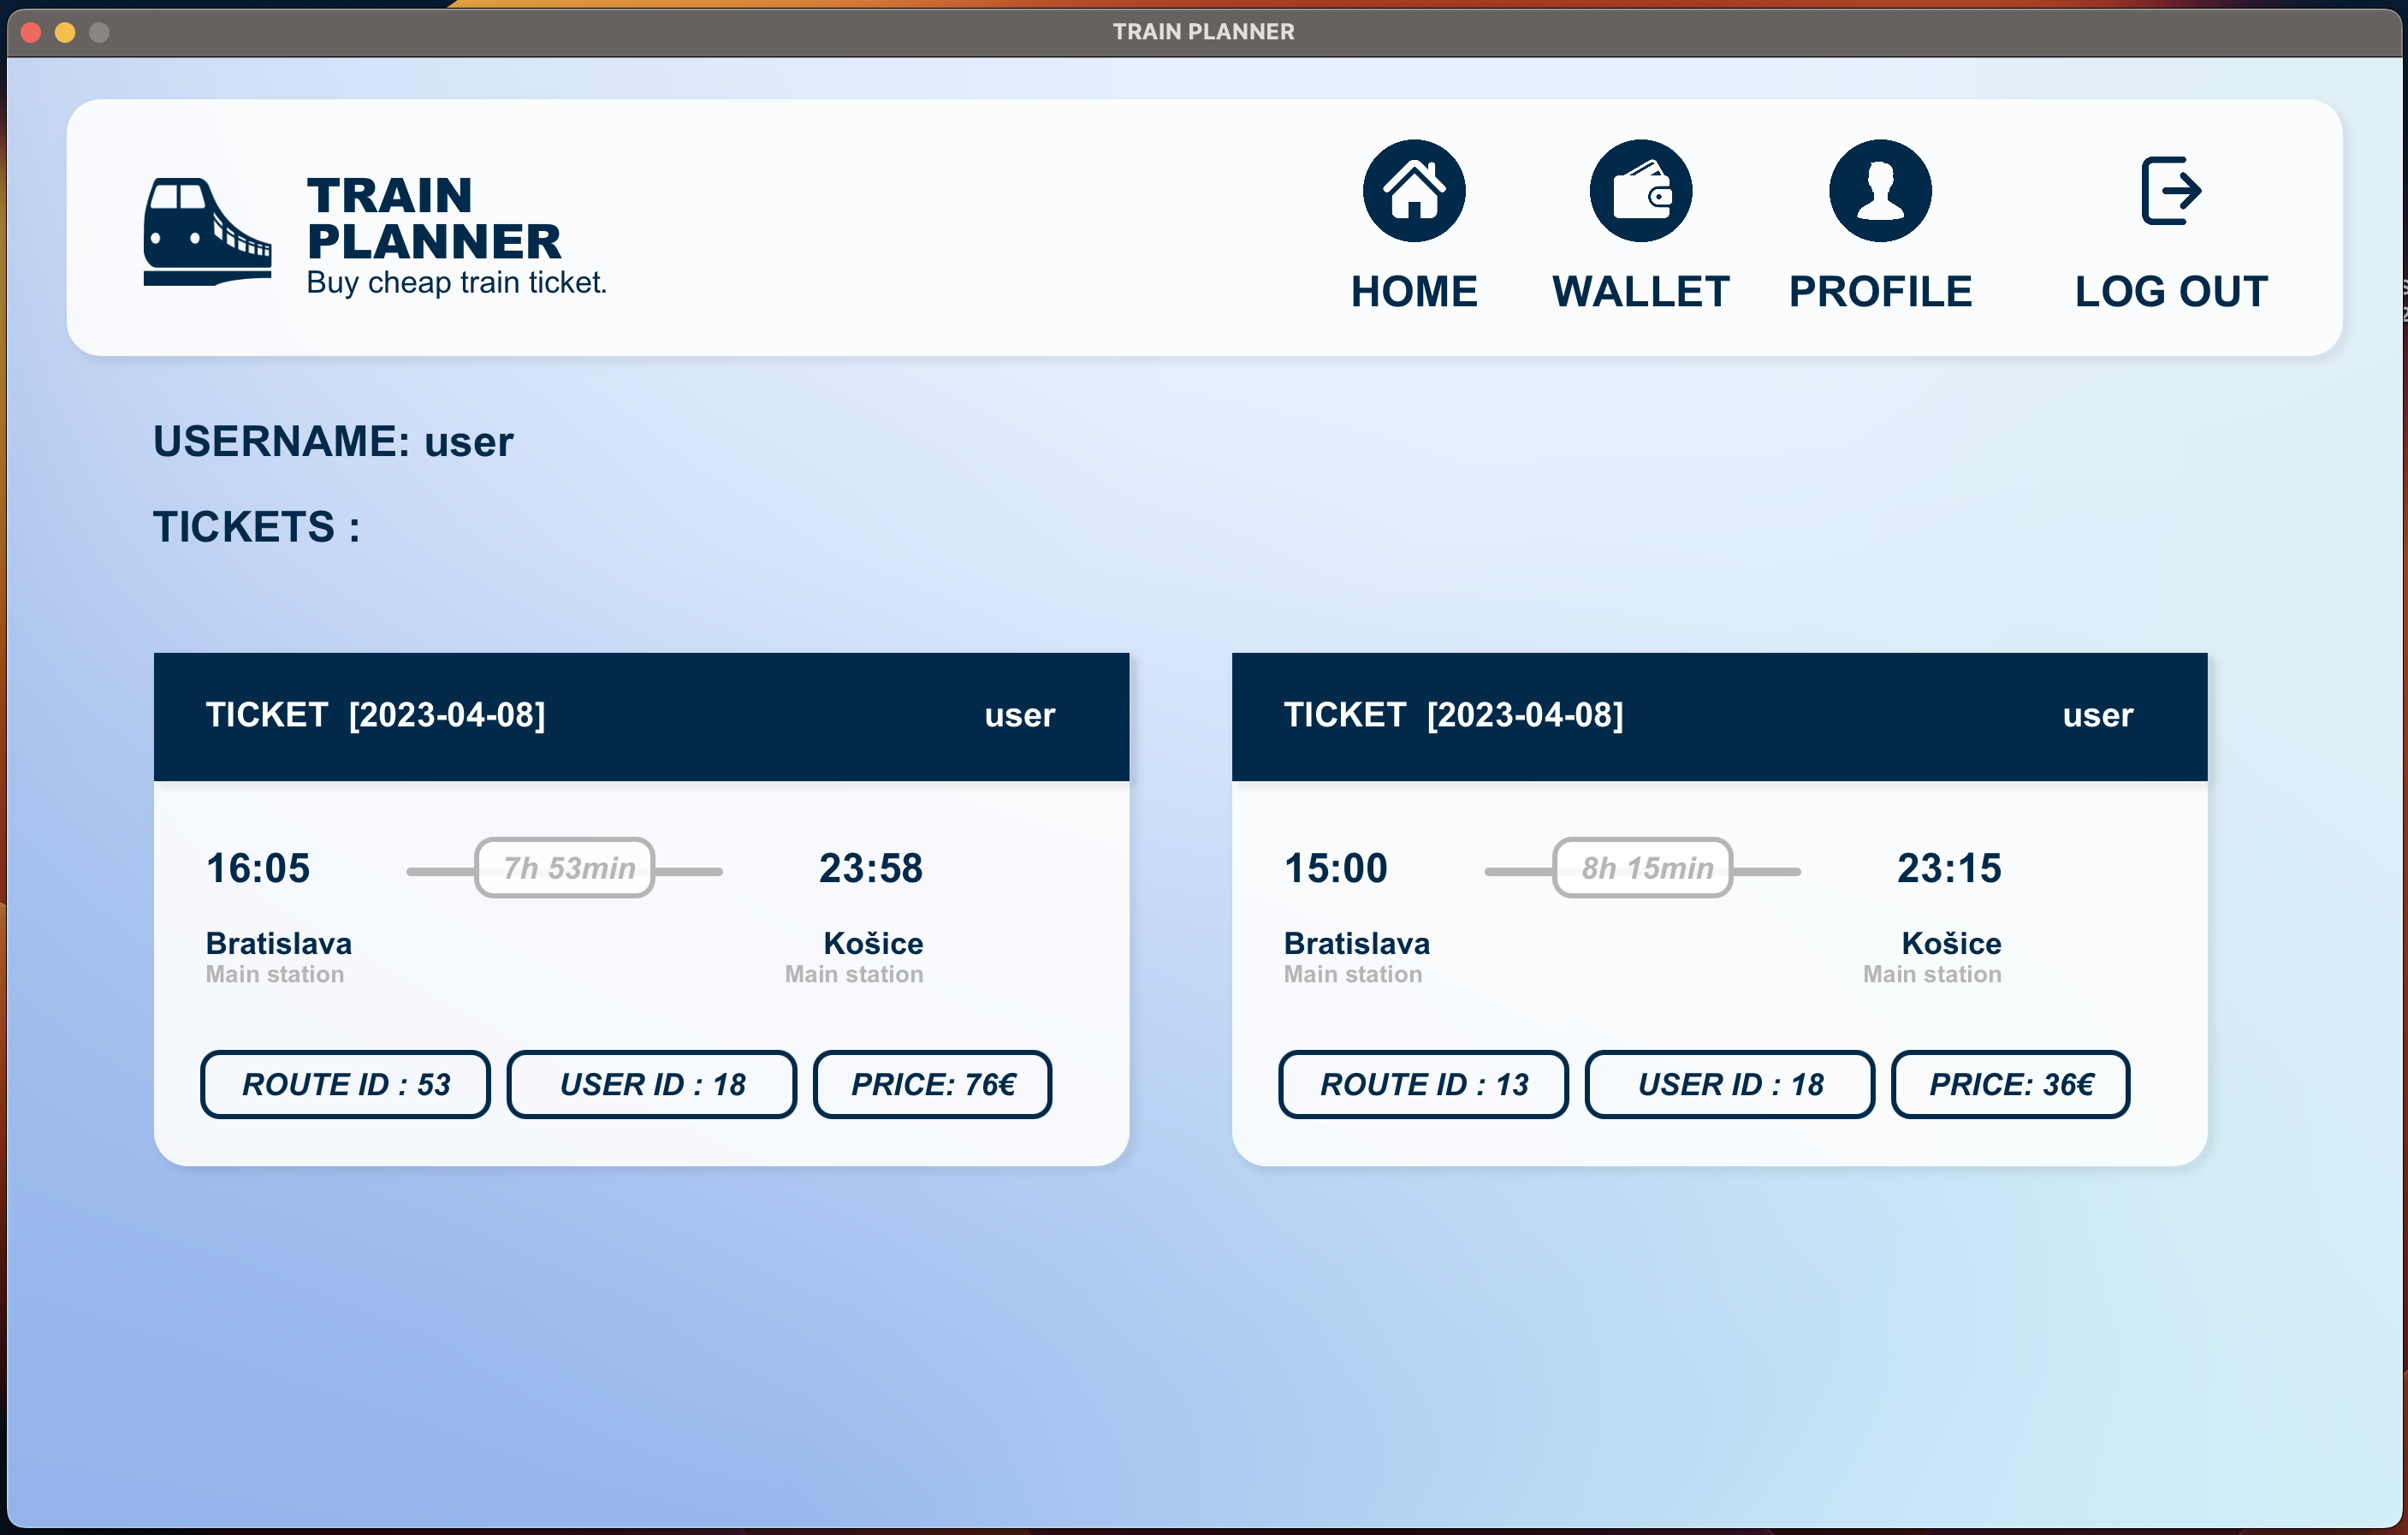 TRAIN PLANNER
TRAIN
PLANNER
Buy cheap train ticket.
HOME WALLET PROFILE LOG OUT
USERNAME: user
TICKETS :
TICKET [2023-04-08] user
16:05 7h 53min 23:58
Bratislava Košice
Main station Main station
ROUTE ID : 53 USER ID : 18 PRICE: 76€
TICKET [2023-04-08] user
15:00 8h 15min 23:15
Bratislava Košice
Main station Main station
ROUTE ID : 13 USER ID : 18 PRICE: 36€